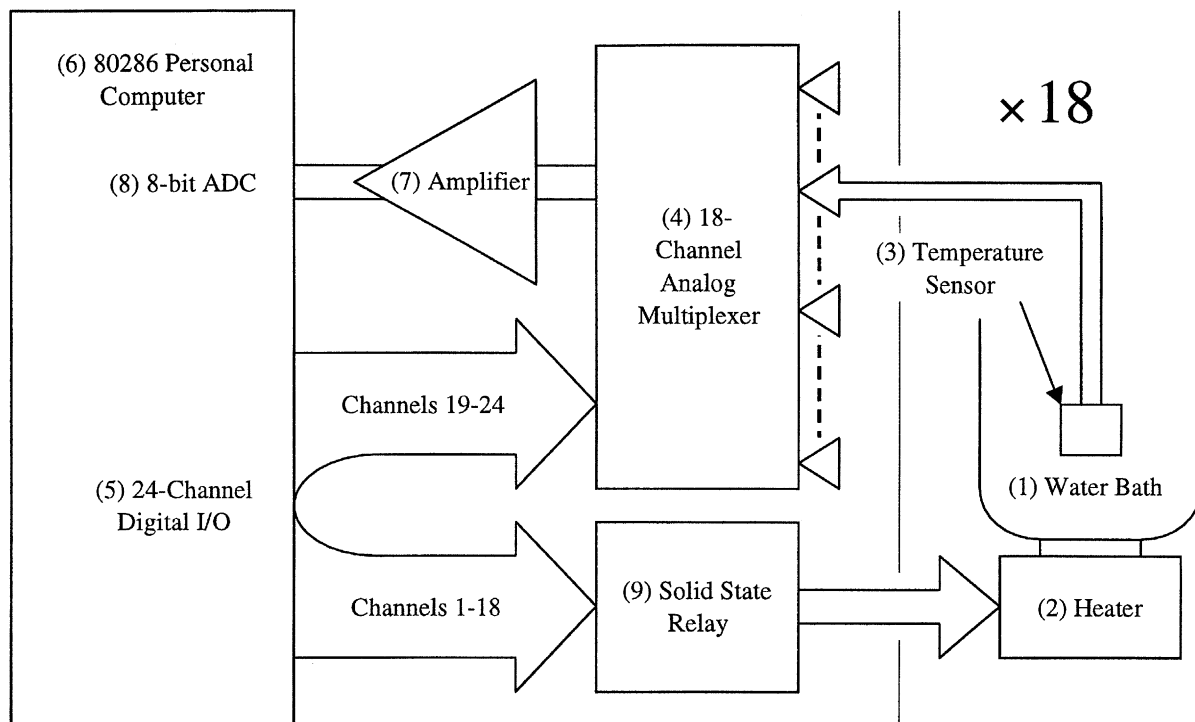 (6) 80286 Personal
Computer
(8) 8-bit ADC
(5) 24-Channel
Digital I/O
(7) Amplifier
Channels 19-24
Channels 1-18
(4) 18-
Channel
Analog
Multiplexer
(9) Solid State
Relay
× 18
(3) Temperature
Sensor
(1) Water Bath
(2) Heater